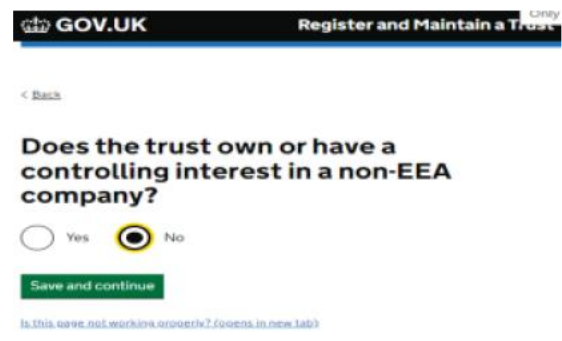 Only
GOV.UK Register and Maintain a Trust
< Back
Does the trust own or have a
controlling interest in a non-EEA
company?
Yes No
Save and continue
Is this page not working properly? (opens in new tab)